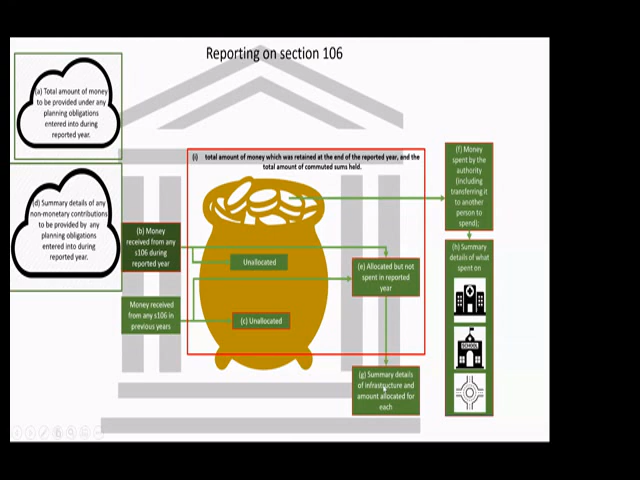 Reporting on section 106
(a) Total amount of money
to be provided under any
planning obligations
entered into during
reported year.
(d) Summary details of any
non-monetary contributions
to be provided by any
planning obligations
entered into during
reported year.
(b) Money
received from any
s106 during
reported year
Money received
from any s106 in
previous years
(i) total amount of money which was retained at the end of the reported year, and the
total amount of commuted sums held.
Unallocated
(c) Unallocated
(e) Allocated but not
spent in reported
year
(g) Summary details
of infrastructure and
amount allocated for
each
(f) Money
spent by the
authority
(including
transferring it to
another
person to
spend);
(h) Summary
details of what
spent on
SCHOOL